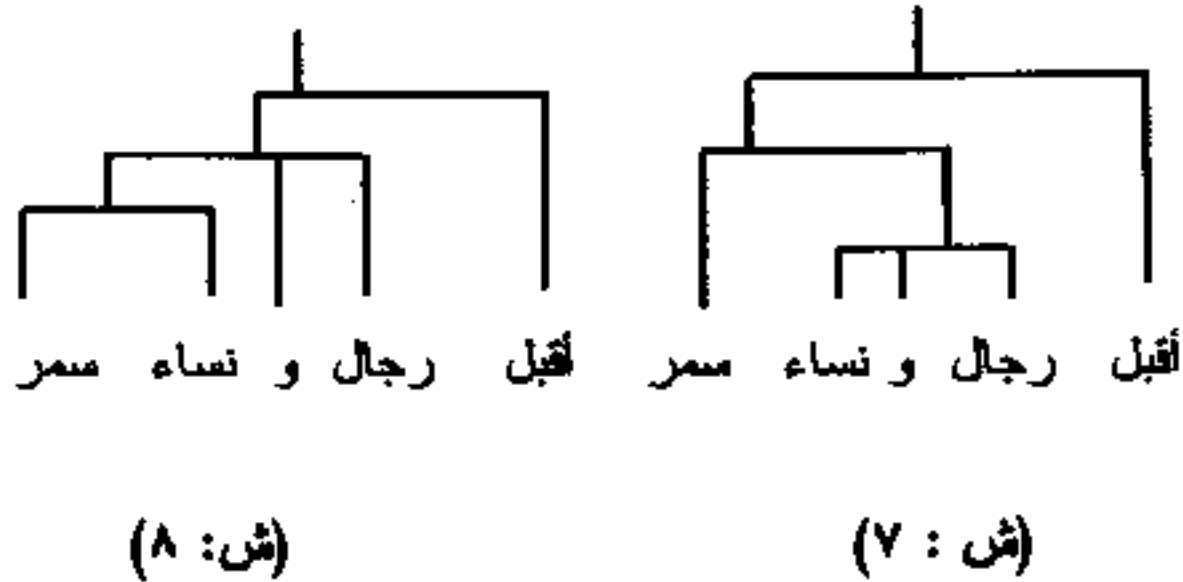 أقبل رجال و نساء سمر
أقبل رجال و نساء سمر
(ش : ٧)
(ش: ٨)